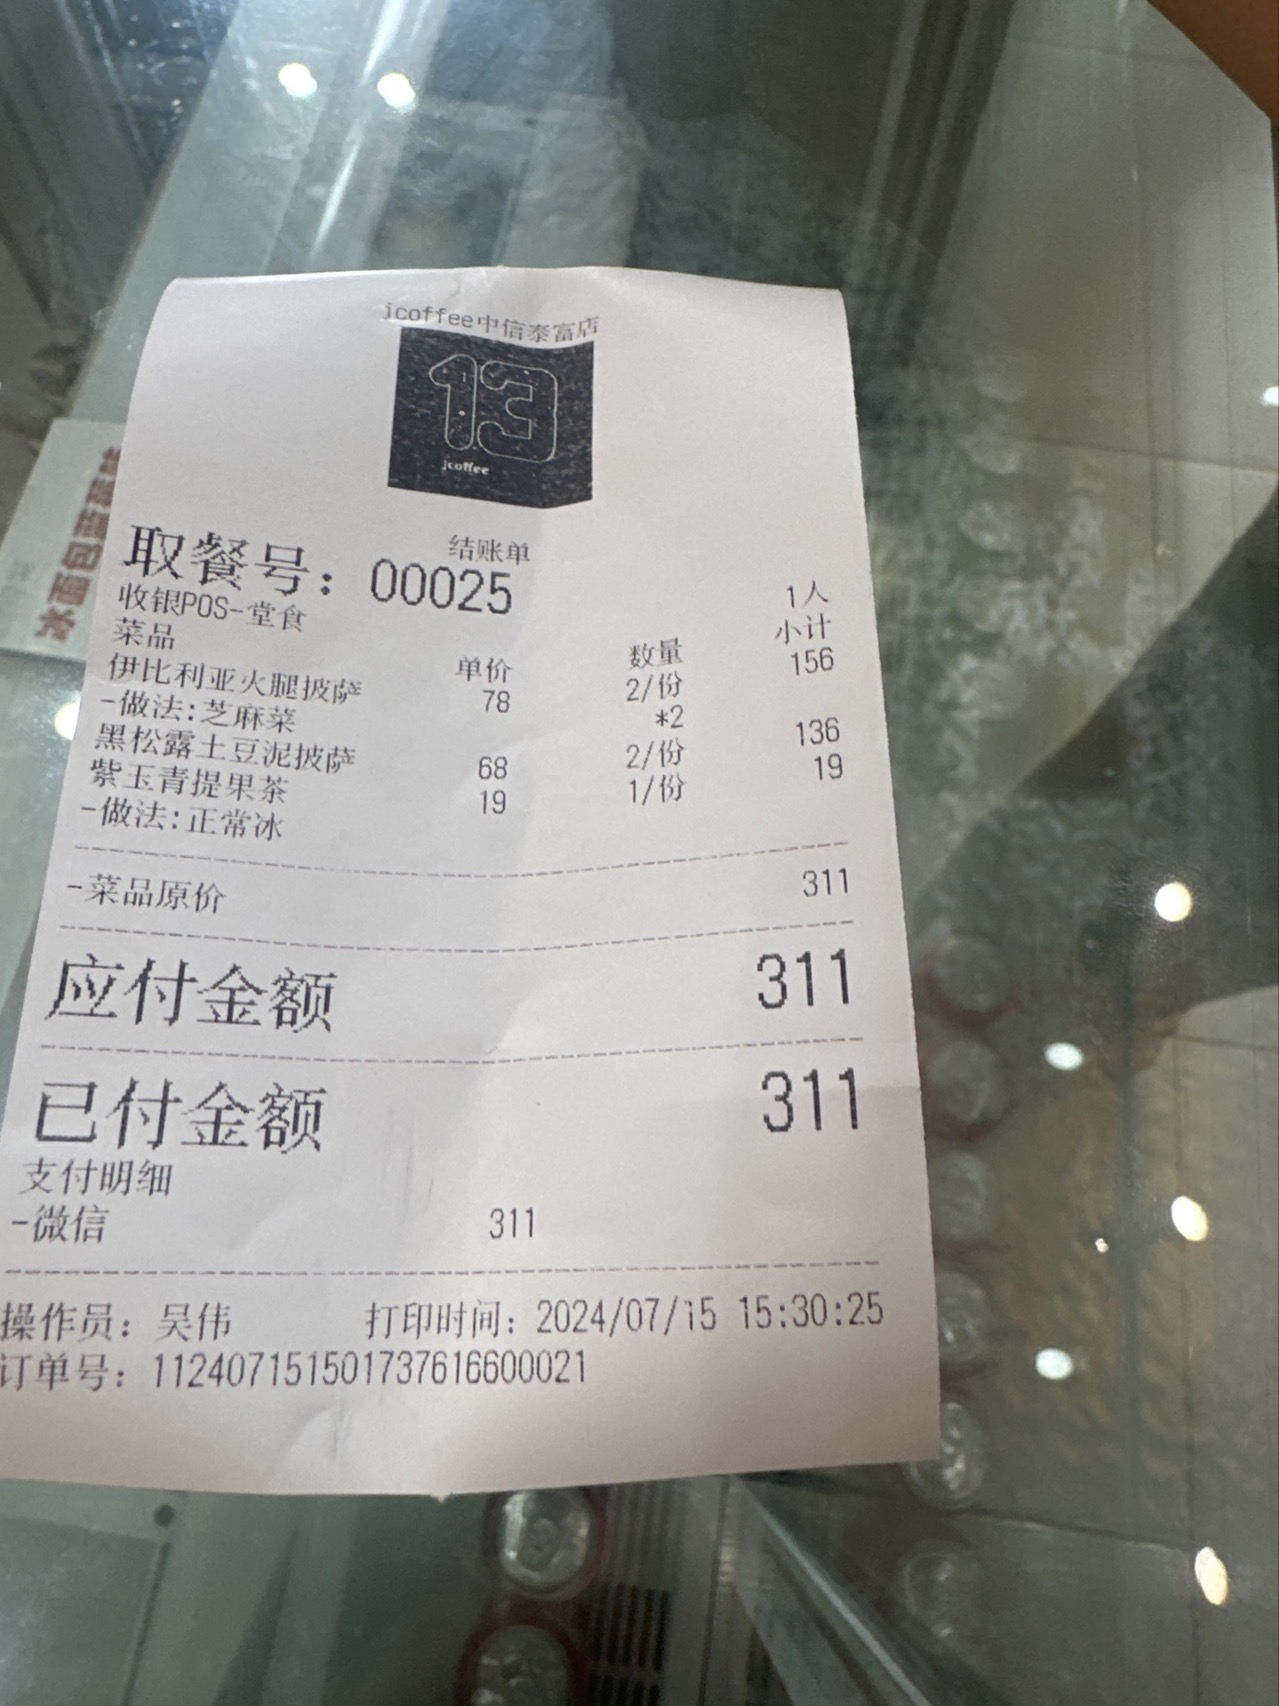 jcoffee中信泰富店
13
jcoffee
结账单
取餐号：00025
收银POS-堂食 1人
菜品 单价 数量 小计
伊比利亚火腿披萨 78 2/份 156
-做法:芝麻菜 *2
黑松露土豆泥披萨 68 2/份 136
紫玉青提果茶 19 1/份 19
-做法:正常冰
-菜品原价 311
应付金额 311
已付金额 311
支付明细
-微信 311
操作员：吴伟 打印时间：2024/07/15 15:30:25
订单号：112407151501737616600021
冰面包